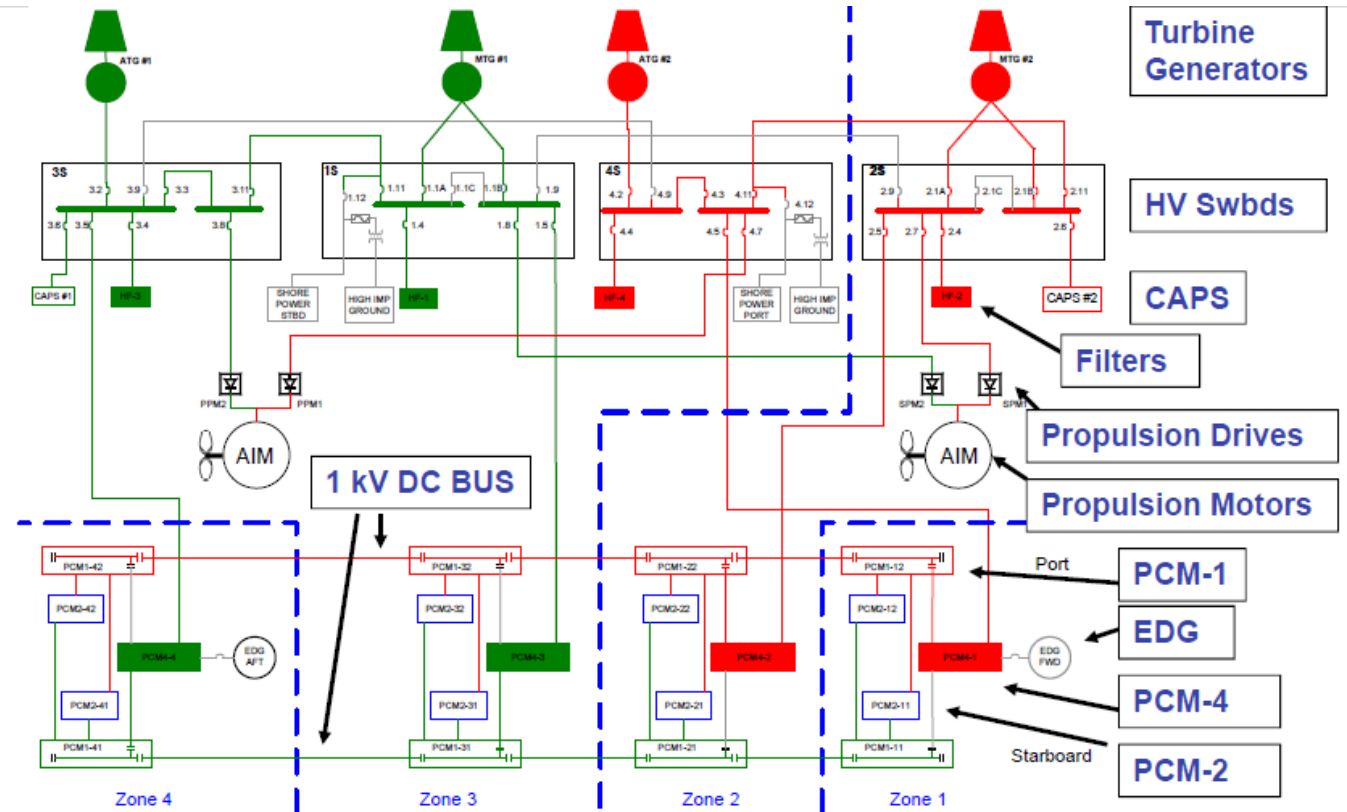 ATG #1
MTG #1
ATG #2
MTG #2
Turbine
Generators
3S
3.2
3.9
3.3
3.11
3.6
3.5
3.4
3.8
1S
1.12
1.11
1.1A
1.1C
1.1B
1.9
1.4
1.8
1.5
4S
4.2
4.9
4.3
4.11
4.12
4.4
4.5
4.7
2S
2.9
2.1A
2.1C
2.1B
2.11
2.5
2.7
2.4
2.6
HV Swbds
CAPS #1
HF-3
SHORE
POWER
STBD
HIGH IMP
GROUND
HF-1
HF-4
SHORE
POWER
PORT
HIGH IMP
GROUND
HF-2
CAPS #2
CAPS
Filters
PPM2
PPM1
SPM2
SPM1
AIM
AIM
Propulsion Drives
Propulsion Motors
1 kV DC BUS
PCM1-42
PCM1-32
PCM1-22
PCM1-12
Port
PCM-1
PCM2-42
PCM2-32
PCM2-22
PCM2-12
EDG
PCM4-4
EDG
AFT
PCM4-3
PCM4-2
PCM4-1
EDG
FWD
PCM-4
PCM2-41
PCM2-31
PCM2-21
PCM2-11
PCM1-41
PCM1-31
PCM1-21
PCM1-11
Starboard
PCM-2
Zone 4
Zone 3
Zone 2
Zone 1